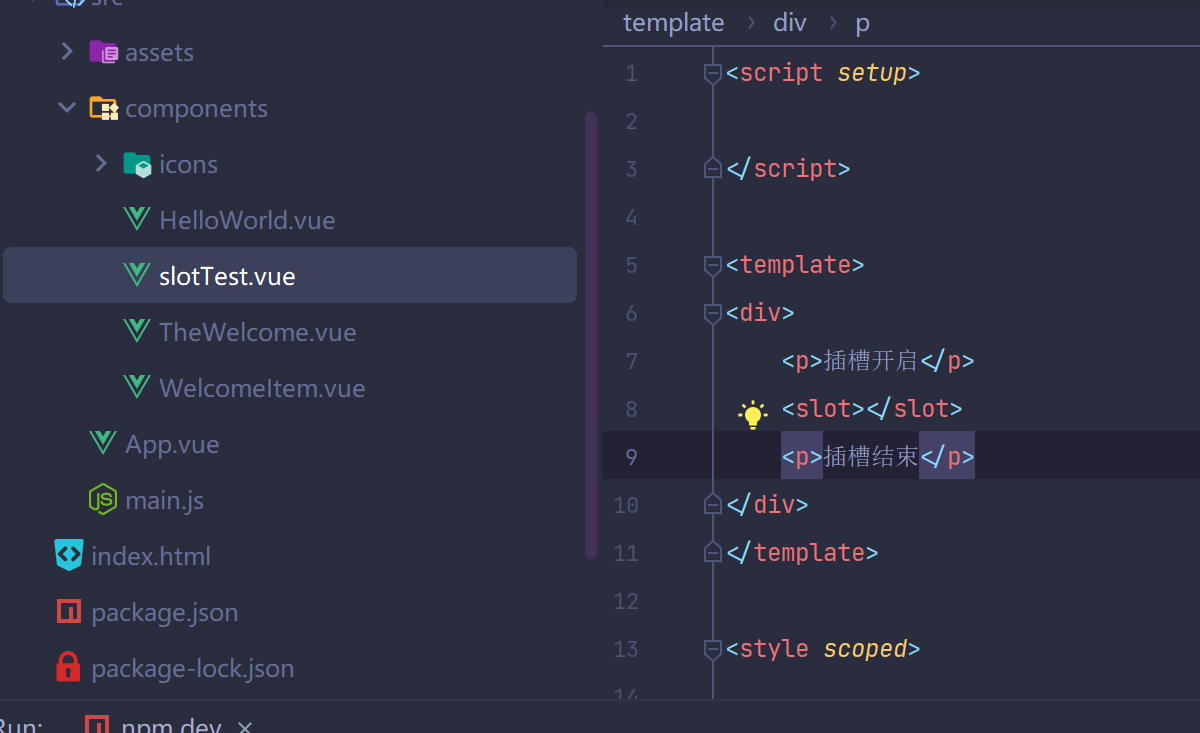 src
assets
components
icons
HelloWorld.vue
slotTest.vue
TheWelcome.vue
WelcomeItem.vue
App.vue
main.js
index.html
package.json
package-lock.json
template › div › p
1 <script setup>
2
3 </script>
4
5 <template>
6 <div>
7 <p>插槽开启</p>
8 <slot></slot>
9 <p>插槽结束</p>
10 </div>
11 </template>
12
13 <style scoped>
14
Run: npm dev ×